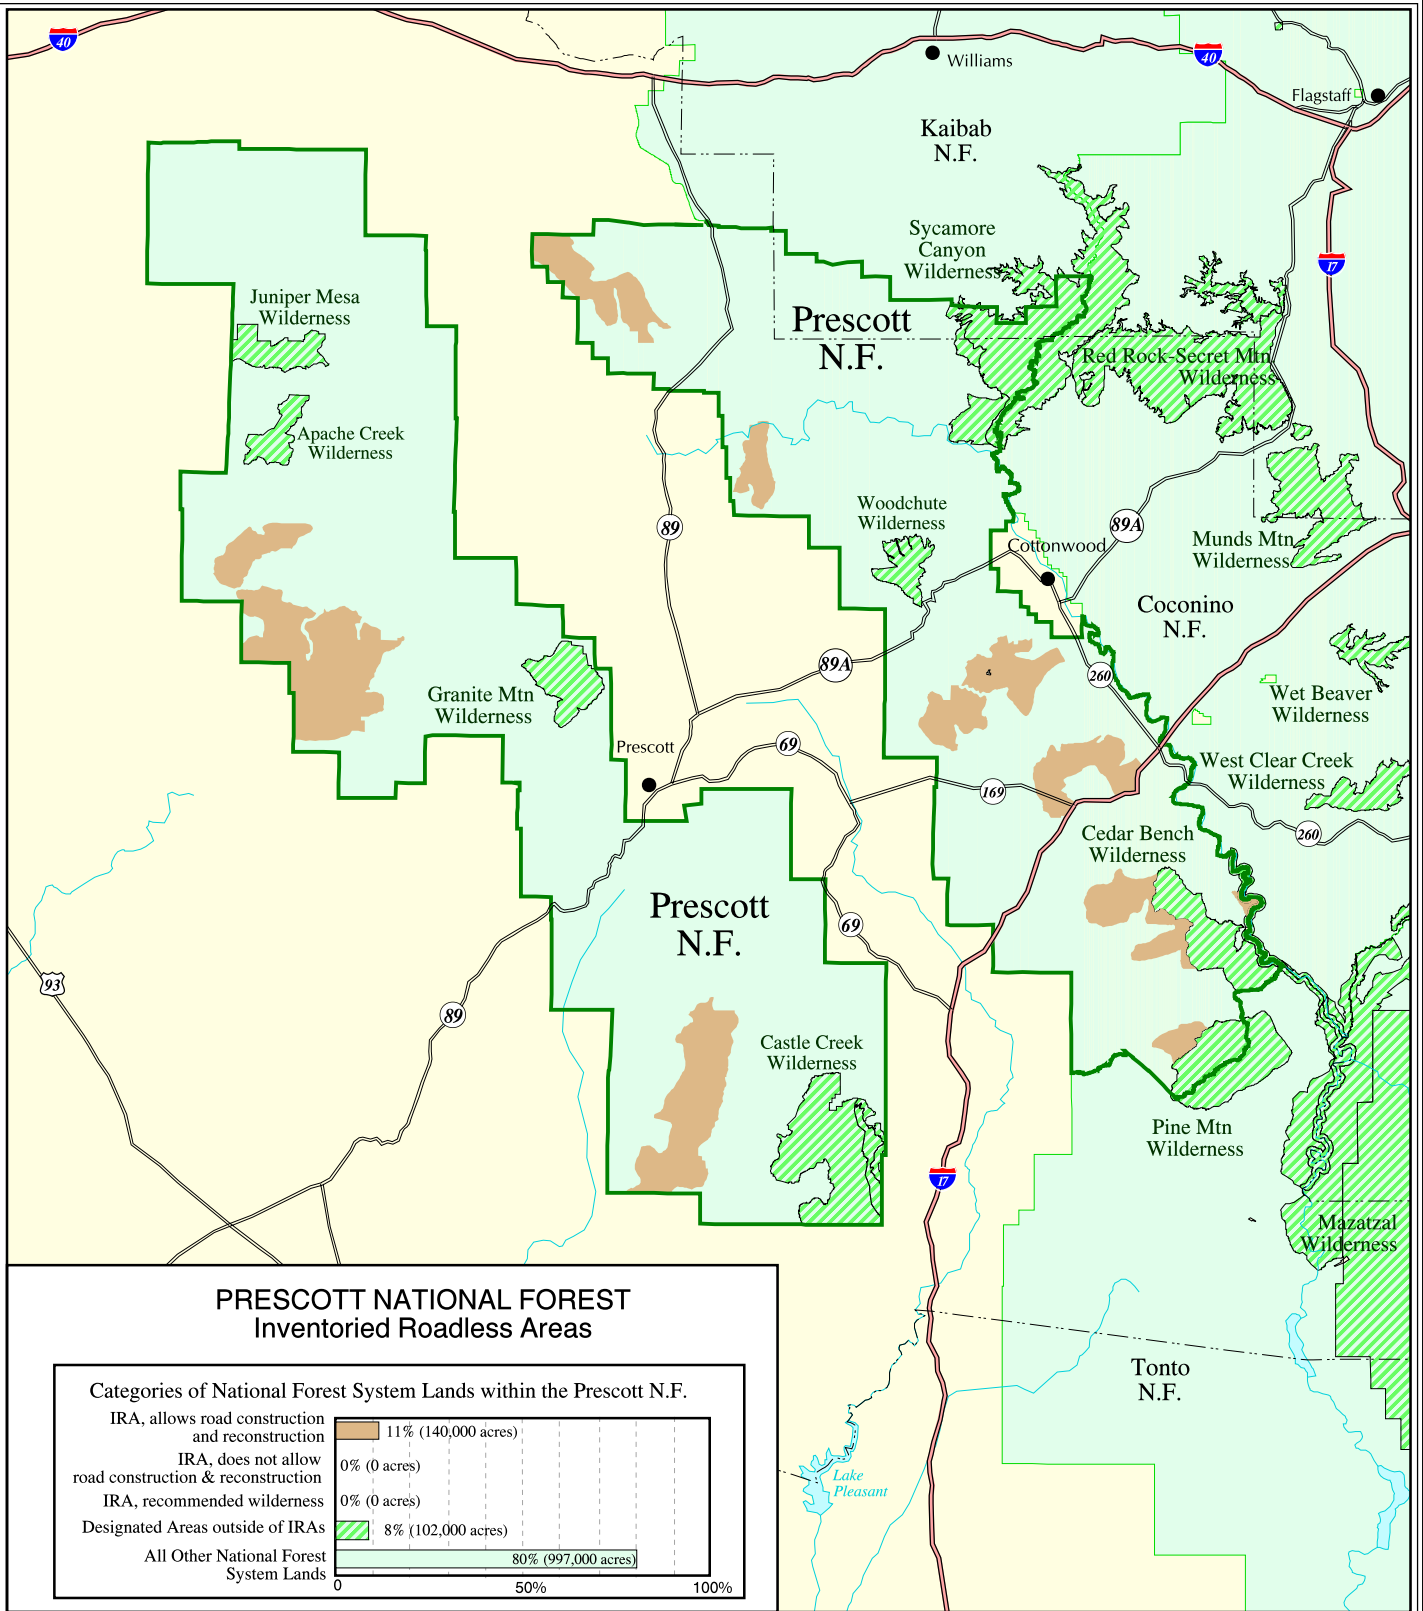 40
Williams
40
Flagstaff
Kaibab
N.F.
Sycamore
Canyon
Wilderness
17
Juniper Mesa
Wilderness
Prescott
N.F.
Red Rock-Secret Mtn
Wilderness
Apache Creek
Wilderness
Woodchute
Wilderness
89
89A
Cottonwood
Munds Mtn
Wilderness
Coconino
N.F.
89A
260
Granite Mtn
Wilderness
Wet Beaver
Wilderness
Prescott
69
West Clear Creek
Wilderness
169
260
Cedar Bench
Wilderness
Prescott
N.F.
69
93
89
Castle Creek
Wilderness
Pine Mtn
Wilderness
17
Mazatzal
Wilderness
Tonto
N.F.
Lake
Pleasant
PRESCOTT NATIONAL FOREST
Inventoried Roadless Areas
Categories of National Forest System Lands within the Prescott N.F.
IRA, allows road construction
and reconstruction
11% (140,000 acres)
IRA, does not allow
road construction & reconstruction
0% (0 acres)
IRA, recommended wilderness
0% (0 acres)
Designated Areas outside of IRAs
8% (102,000 acres)
All Other National Forest
System Lands
80% (997,000 acres)
0
50%
100%